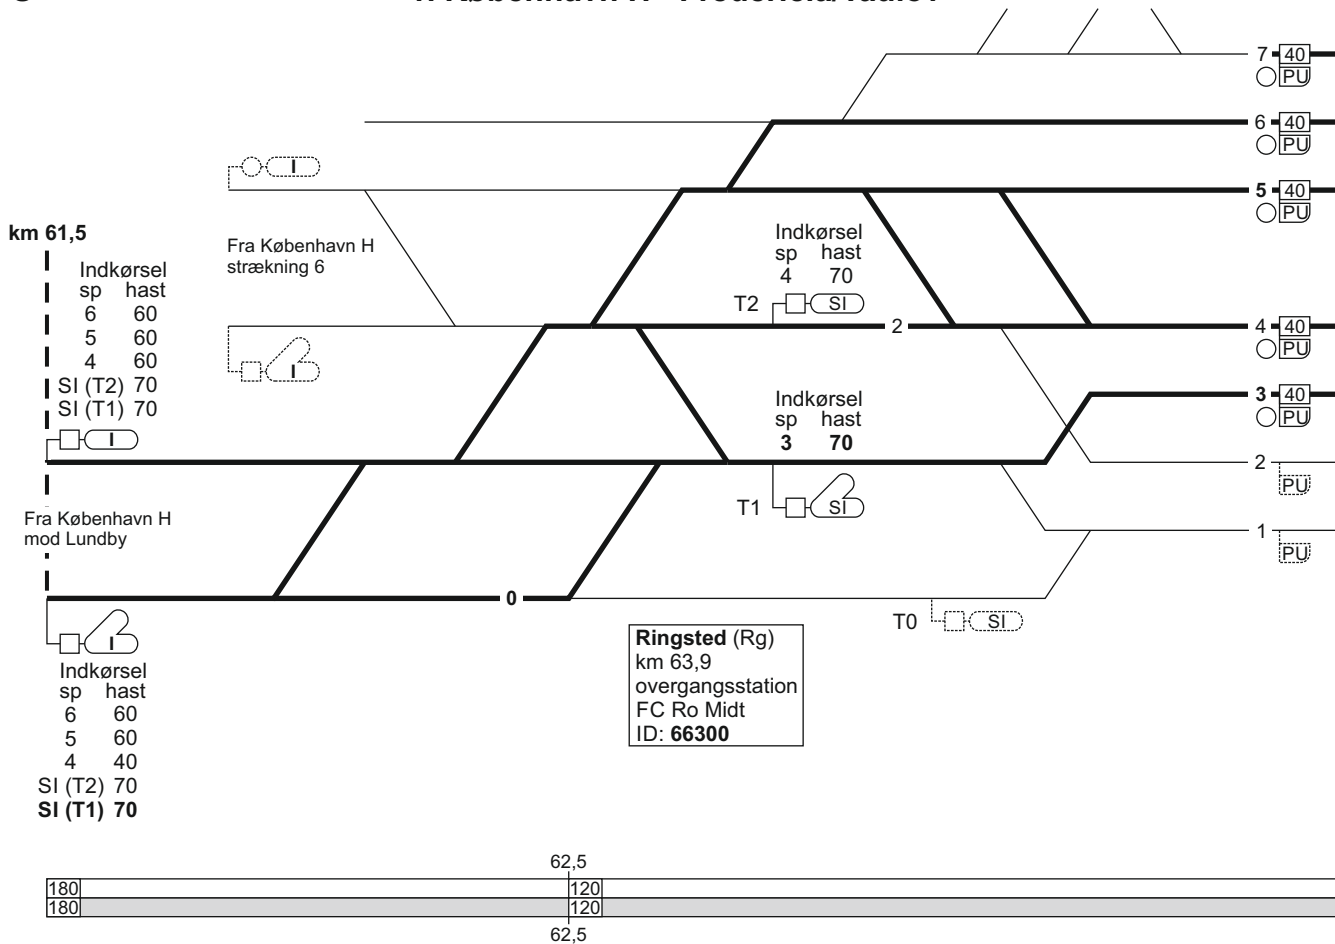 7
40
PU
6
40
PU
I
5
40
PU
km 61,5
Fra København H
strækning 6
Indkørsel
sp hast
4 70
T2
SI
2
4
40
PU
Indkørsel
sp hast
6 60
5 60
4 60
SI (T2) 70
SI (T1) 70
I
I
Indkørsel
sp hast
3 70
3
40
PU
2
PU
T1
SI
Fra København H
mod Lundby
1
PU
0
T0
SI
I
Indkørsel
sp hast
6 60
5 60
4 40
SI (T2) 70
SI (T1) 70
Ringsted (Rg)
km 63,9
overgangsstation
FC Ro Midt
ID: 66300
62,5
180 120
180 120
62,5